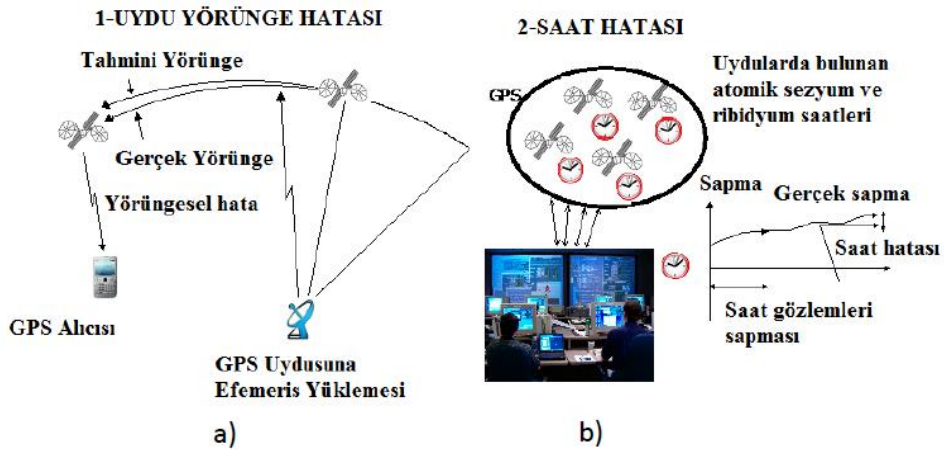 1-UYDU YÖRÜNGE HATASI
Tahmini Yörünge
Gerçek Yörünge
Yörüngesel hata
GPS Alıcısı
GPS Uydusuna
Efemeris Yüklemesi
a)
2-SAAT HATASI
GPS
Uydularda bulunan
atomik sezyum ve
ribidyum saatleri
Sapma
Gerçek sapma
Saat hatası
Saat gözlemleri
sapması
b)